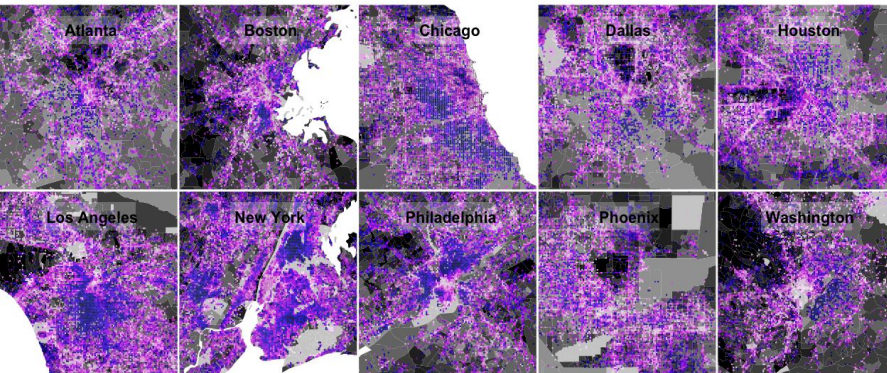 Atlanta
Boston
Chicago
Dallas
Houston
Los Angeles
New York
Philadelphia
Phoenix
Washington